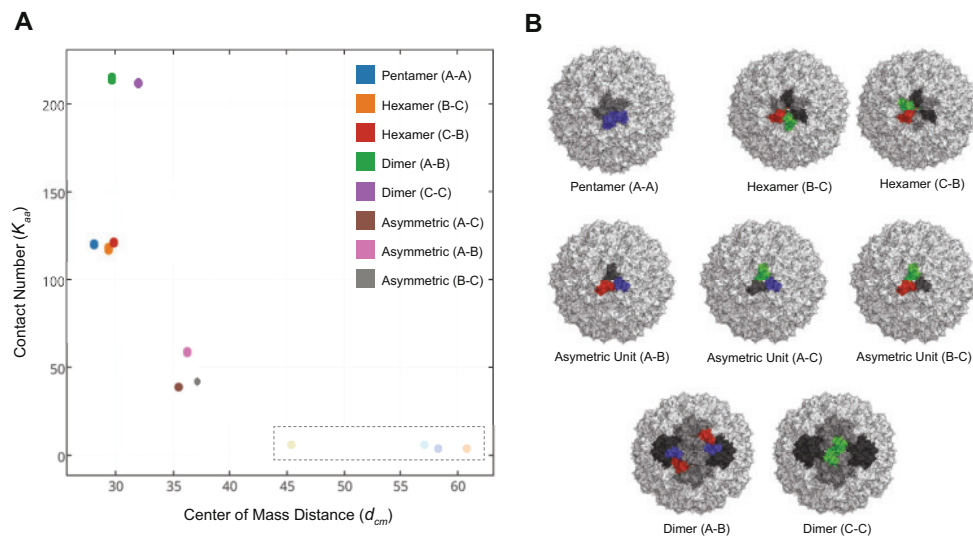 A
B
200
150
100
50
0
30
35
40
45
50
55
60
Contact Number (Kaa)
Center of Mass Distance (dcm)
Pentamer (A-A)
Hexamer (B-C)
Hexamer (C-B)
Dimer (A-B)
Dimer (C-C)
Asymmetric (A-C)
Asymmetric (A-B)
Asymmetric (B-C)
Pentamer (A-A)
Hexamer (B-C)
Hexamer (C-B)
Asymetric Unit (A-B)
Asymetric Unit (A-C)
Asymetric Unit (B-C)
Dimer (A-B)
Dimer (C-C)